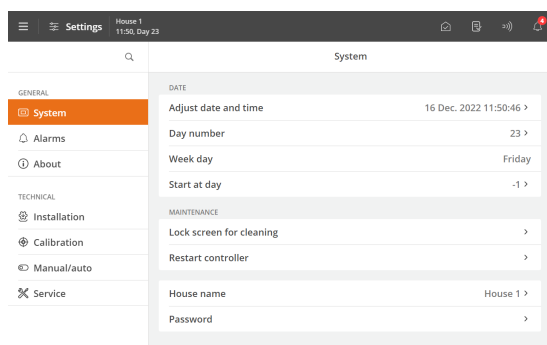 Settings
House 1
11:50, Day 23
4
System
GENERAL
System
Alarms
About
TECHNICAL
Installation
Calibration
Manual/auto
Service
DATE
Adjust date and time 16 Dec. 2022 11:50:46 >
Day number 23 >
Week day Friday
Start at day -1 >
MAINTENANCE
Lock screen for cleaning >
Restart controller >
House name House 1 >
Password >